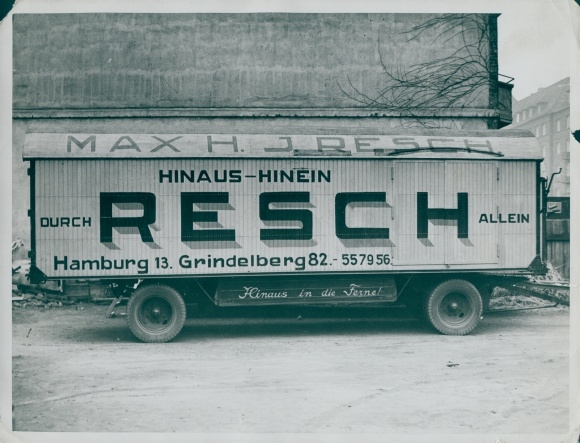 MAX H. J. RESCH
HINAUS-HINEIN
DURCH RESCH ALLEIN
Hamburg 13. Grindelberg 82.- 557956.
Hinaus in die Ferne!